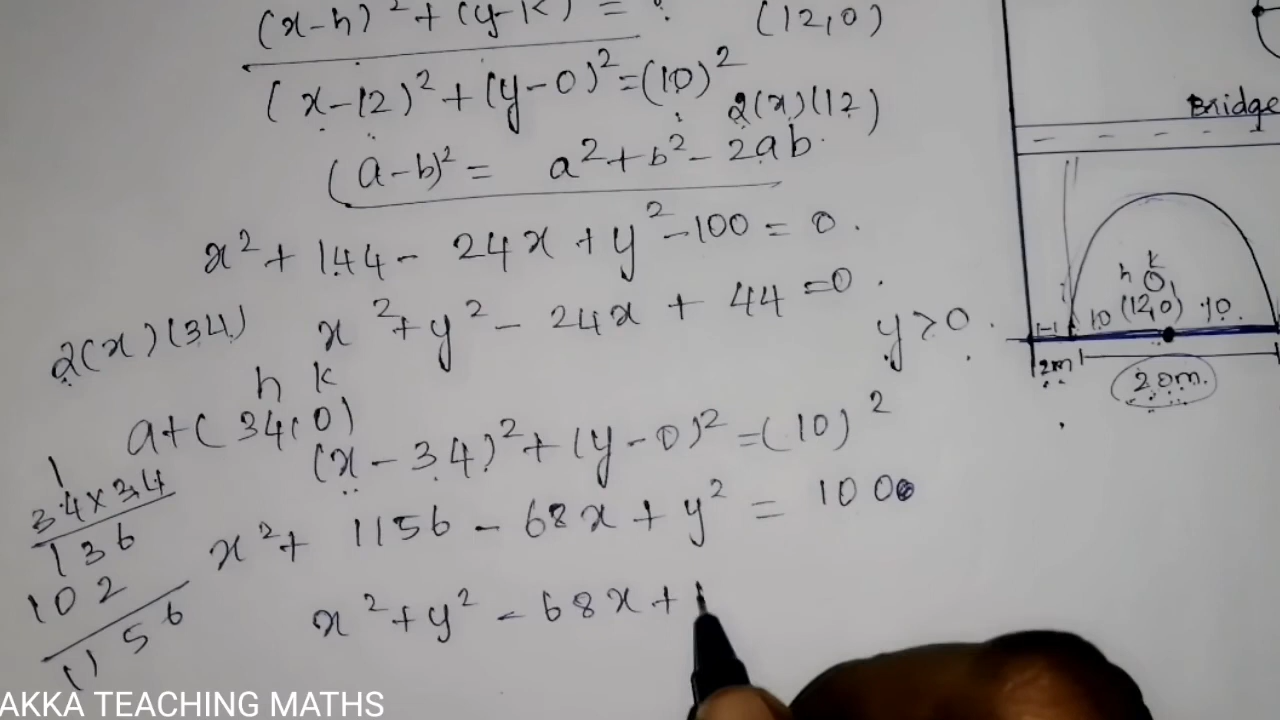 (x-h)² + (y-k) =
(12,0)
(x-12)² + (y-0)² = (10)²
2(x)(12)
(a-b)² = a² + b² - 2ab
x² + 144 - 24x + y² - 100 = 0.
x² + y² - 24x + 44 = 0.
y > 0.
2(x)(34)
h k
at (34,0)
(x-34)² + (y-0)² = (10)²
1
34×34
136
102
1156
x² + 1156 - 68x + y² = 100
x² + y² - 68x +
Bridge
h k
O
10 (12,0) 10.
2m
20m.
AKKA TEACHING MATHS